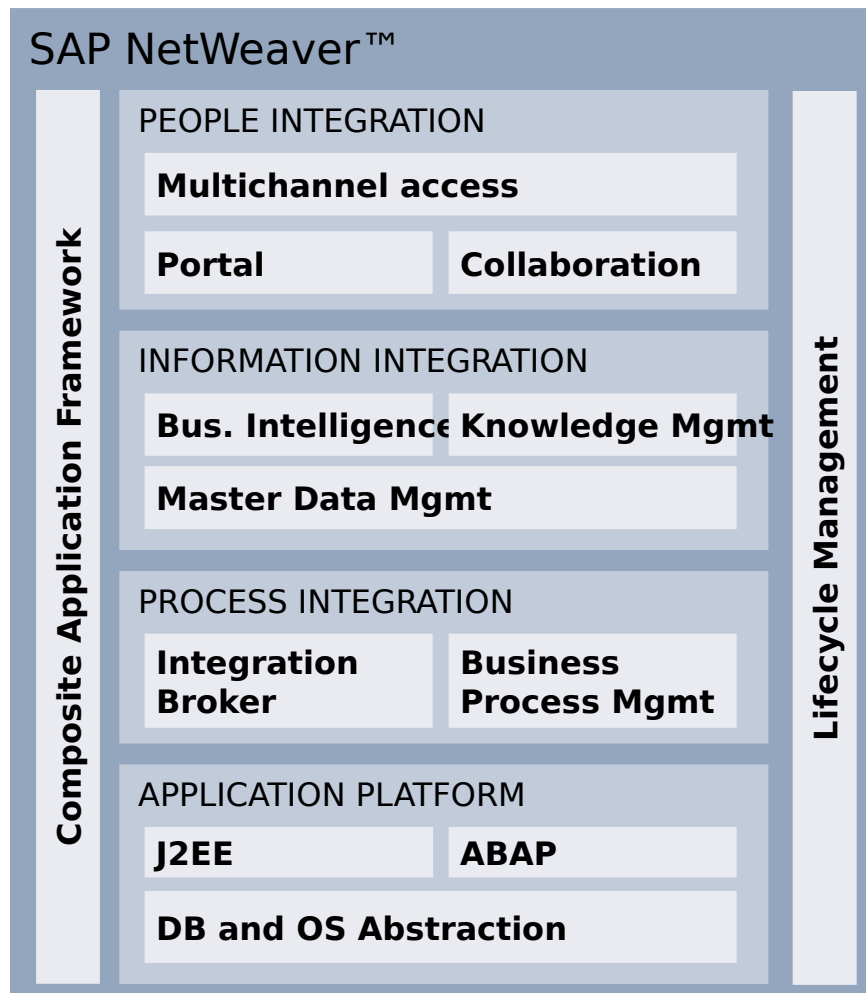 SAP NetWeaver™
Composite Application Framework
PEOPLE INTEGRATION
Multichannel access
Portal
Collaboration
INFORMATION INTEGRATION
Bus. Intelligence
Knowledge Mgmt
Master Data Mgmt
PROCESS INTEGRATION
Integration
Broker
Business
Process Mgmt
APPLICATION PLATFORM
J2EE
ABAP
DB and OS Abstraction
Lifecycle Management